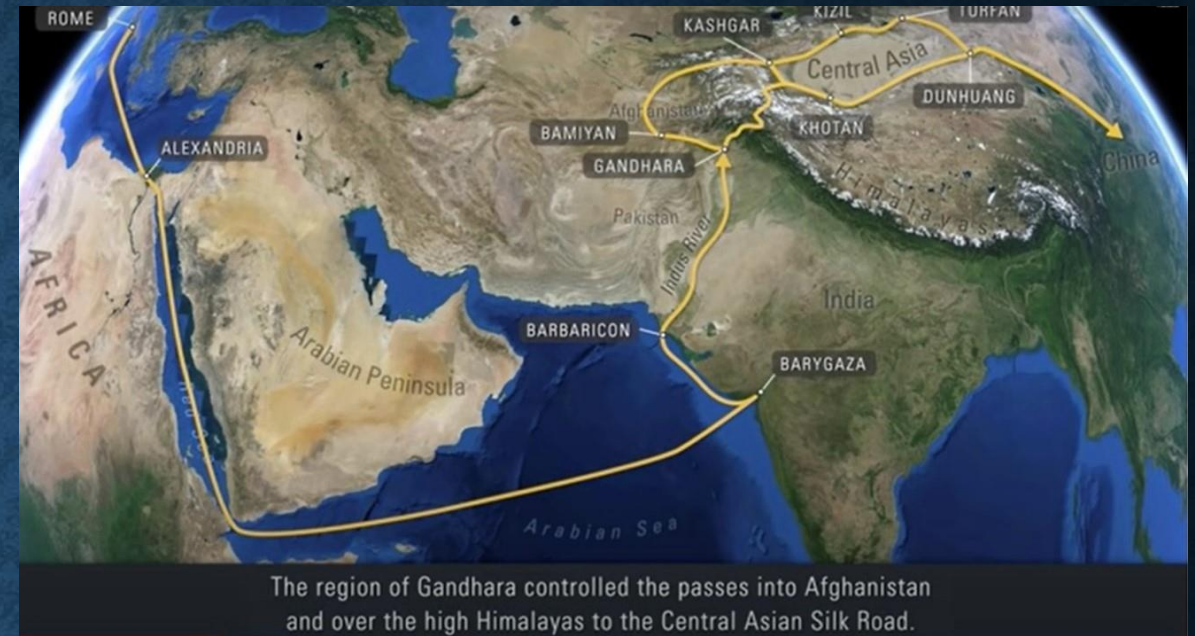 ROME
KASHGAR
KIZIL
TURFAN
Central Asia
DUNHUANG
Afghanistan
BAMIYAN
KHOTAN
ALEXANDRIA
GANDHARA
China
Himalayas
Pakistan
Indus River
AFRICA
India
BARBARICON
Arabian Peninsula
BARYGAZA
Arabian Sea
The region of Gandhara controlled the passes into Afghanistan
and over the high Himalayas to the Central Asian Silk Road.